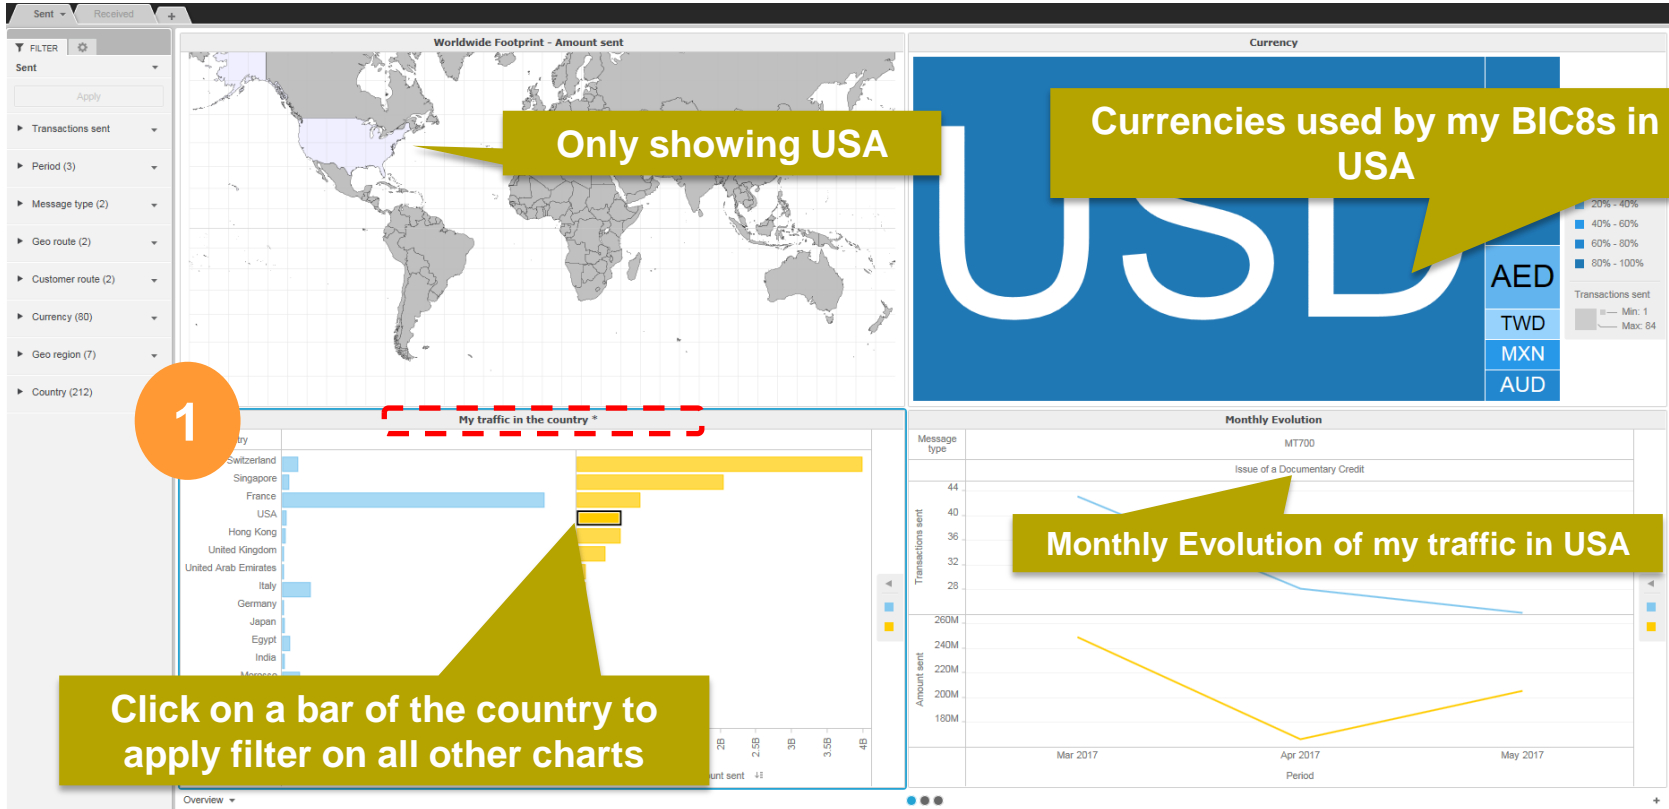 Sent
Received
+
FILTER
Sent
Apply
Transactions sent
Period (3)
Message type (2)
Geo route (2)
Customer route (2)
Currency (80)
Geo region (7)
Country (212)
Worldwide Footprint - Amount sent
Only showing USA
Currency
Currencies used by my BIC8s in
USA
USD
AED
TWD
MXN
AUD
20% - 40%
40% - 60%
60% - 80%
80% - 100%
Transactions sent
Min: 1
Max: 84
1
My traffic in the country *
Switzerland
Singapore
France
USA
Hong Kong
United Kingdom
United Arab Emirates
Italy
Germany
Japan
Egypt
India
Click on a bar of the country to
apply filter on all other charts
2B
2.5B
3B
3.5B
4B
sent
Monthly Evolution
Message
type
MT700
Issue of a Documentary Credit
Transactions sent
44
40
36
32
28
Monthly Evolution of my traffic in USA
Amount sent
260M
240M
220M
200M
180M
Mar 2017
Apr 2017
May 2017
Period
Overview
+